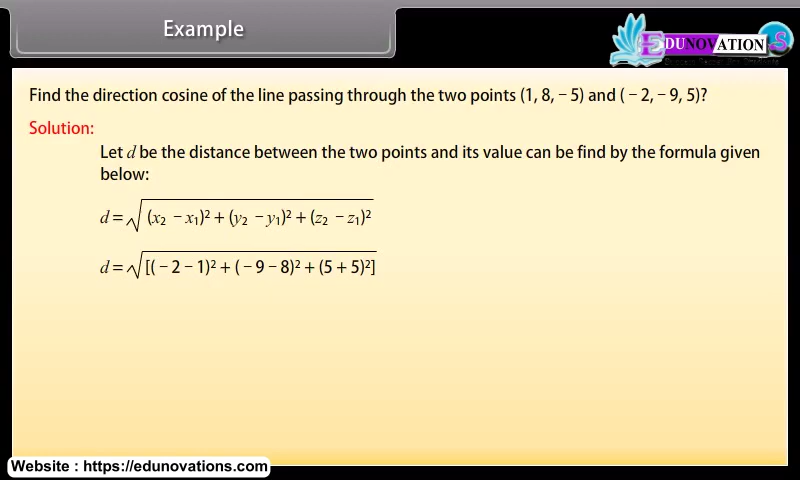 Example
EDUNOVATION S
Find the direction cosine of the line passing through the two points (1, 8, − 5) and ( − 2, − 9, 5)?
Solution:
Let d be the distance between the two points and its value can be find by the formula given
below:
d = √(x₂ − x₁)² + (y₂ − y₁)² + (z₂ − z₁)²
d = √[( − 2 − 1)² + ( − 9 − 8)² + (5 + 5)²]
Website : https://edunovations.com